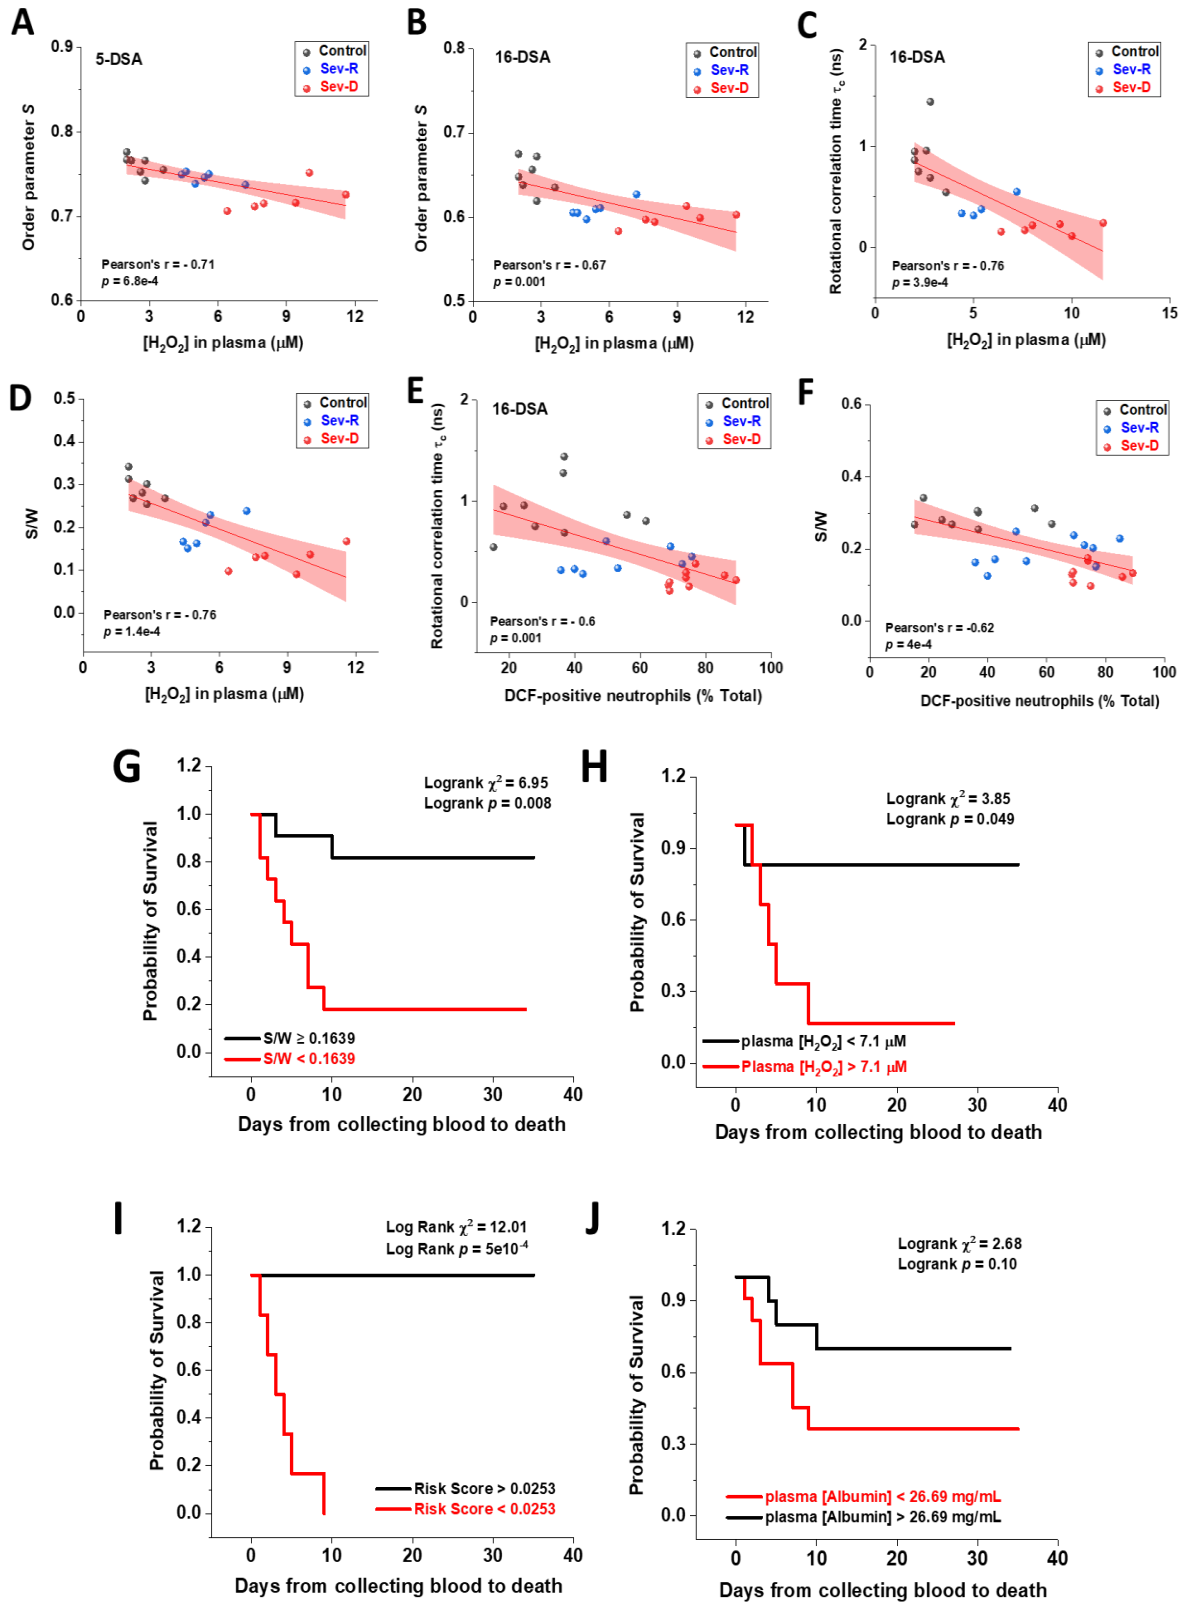 A
5-DSA
Control
Sev-R
Sev-D
0.9
0.8
0.7
0.6
Order parameter S
Pearson's r = - 0.71
p = 6.8e-4
0 3 6 9 12
[H₂O₂] in plasma (μM)
B
16-DSA
Control
Sev-R
Sev-D
0.8
0.7
0.6
0.5
Order parameter S
Pearson's r = - 0.67
p = 0.001
0 3 6 9 12
[H₂O₂] in plasma (μM)
C
16-DSA
Control
Sev-R
Sev-D
2
1
0
Rotational correlation time τc (ns)
Pearson's r = - 0.76
p = 3.9e-4
0 5 10 15
[H₂O₂] in plasma (μM)
D
Control
Sev-R
Sev-D
0.5
0.4
0.3
0.2
0.1
0.0
S/W
Pearson's r = - 0.76
p = 1.4e-4
0 3 6 9 12
[H₂O₂] in plasma (μM)
E
16-DSA
Control
Sev-R
Sev-D
2
1
0
Rotational correlation time τc (ns)
Pearson's r = - 0.6
p = 0.001
20 40 60 80 100
DCF-positive neutrophils (% Total)
F
Control
Sev-R
Sev-D
0.6
0.4
0.2
0.0
S/W
Pearson's r = -0.62
p = 4e-4
0 20 40 60 80 100
DCF-positive neutrophils (% Total)
G
Logrank χ² = 6.95
Logrank p = 0.008
1.2
1.0
0.8
0.6
0.4
0.2
0.0
Probability of Survival
S/W ≥ 0.1639
S/W < 0.1639
0 10 20 30 40
Days from collecting blood to death
H
Logrank χ² = 3.85
Logrank p = 0.049
1.2
0.9
0.6
0.3
0.0
Probability of Survival
plasma [H₂O₂] < 7.1 μM
Plasma [H₂O₂] > 7.1 μM
0 10 20 30 40
Days from collecting blood to death
I
Log Rank χ² = 12.01
Log Rank p = 5e10⁻⁴
1.2
1.0
0.8
0.6
0.4
0.2
0.0
Probability of Survival
Risk Score > 0.0253
Risk Score < 0.0253
0 10 20 30 40
Days from collecting blood to death
J
Logrank χ² = 2.68
Logrank p = 0.10
1.2
0.9
0.6
0.3
0.0
Probability of Survival
plasma [Albumin] < 26.69 mg/mL
plasma [Albumin] > 26.69 mg/mL
0 10 20 30 40
Days from collecting blood to death